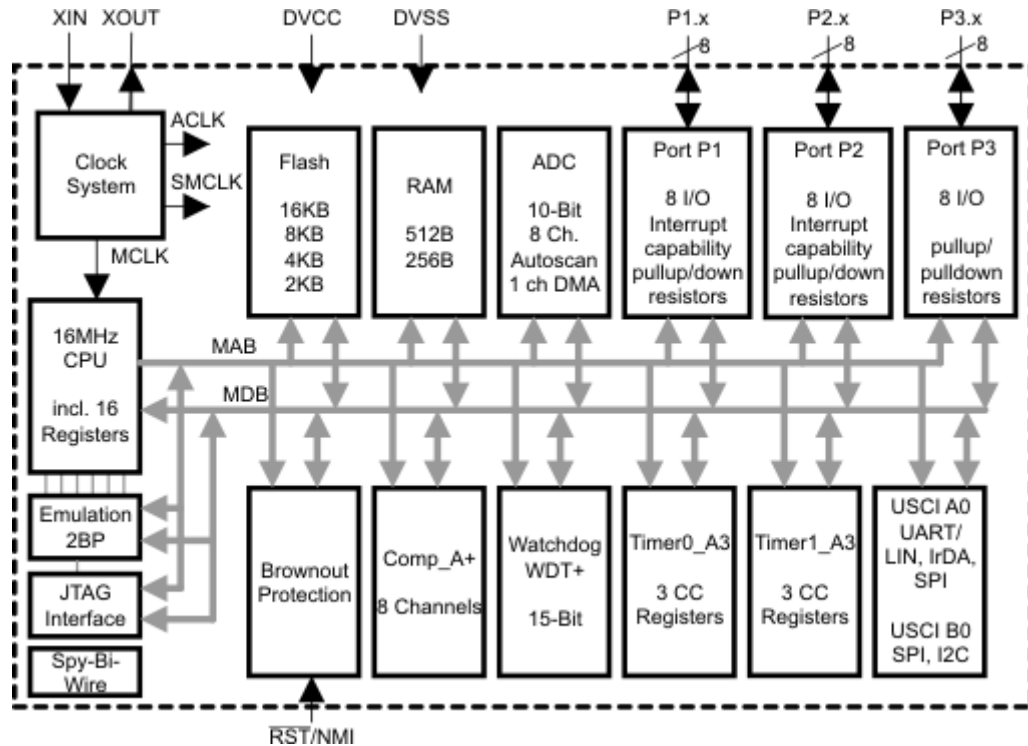 XIN XOUT DVCC DVSS P1.x P2.x P3.x
8 8 8
Clock
System
ACLK
SMCLK
MCLK
Flash
16KB
8KB
4KB
2KB
RAM
512B
256B
ADC
10-Bit
8 Ch.
Autoscan
1 ch DMA
Port P1
8 I/O
Interrupt
capability
pullup/down
resistors
Port P2
8 I/O
Interrupt
capability
pullup/down
resistors
Port P3
8 I/O
pullup/
pulldown
resistors
16MHz
CPU
incl. 16
Registers
MAB
MDB
Emulation
2BP
JTAG
Interface
Spy-Bi-
Wire
Brownout
Protection
Comp_A+
8 Channels
Watchdog
WDT+
15-Bit
Timer0_A3
3 CC
Registers
Timer1_A3
3 CC
Registers
USCI A0
UART/
LIN, IrDA,
SPI
USCI B0
SPI, I2C
RST/NMI